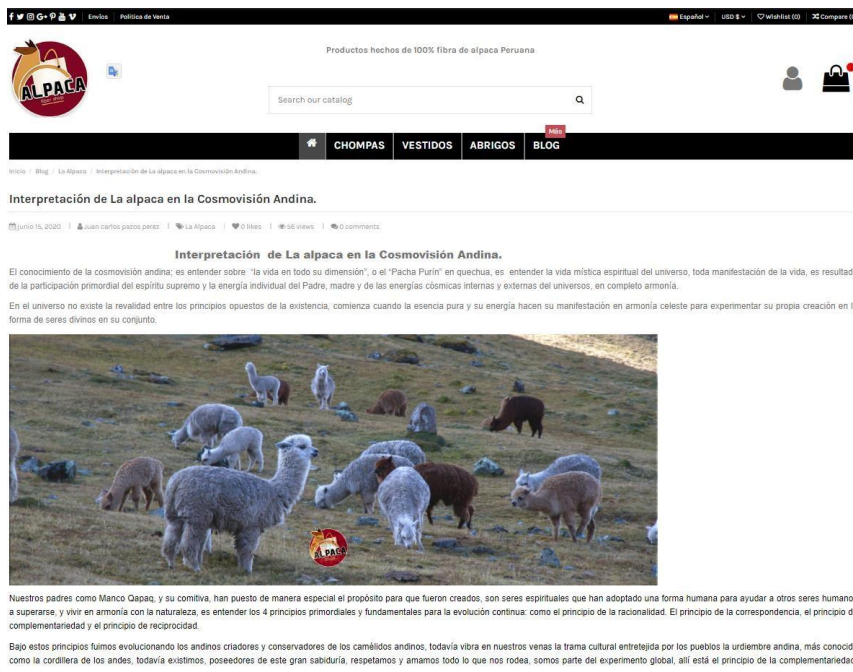 Envíos Política de Venta Español USD $ Wishlist (0) Compare (0
Productos hechos de 100% fibra de alpaca Peruana
ALPACA
Search our catalog
Más
CHOMPAS VESTIDOS ABRIGOS BLOG
Inicio / Blog / La Alpaca / Interpretación de La alpaca en la Cosmovisión Andina.
Interpretación de La alpaca en la Cosmovisión Andina.
junio 15, 2020 | Juan carlos pazos perez | La Alpaca | 0 likes | 56 views | 0 comments
Interpretación de La alpaca en la Cosmovisión Andina.
El conocimiento de la cosmovisión andina; es entender sobre "la vida en todo su dimensión", o el "Pacha Purín" en quechua, es entender la vida mística espiritual del universo, toda manifestación de la vida, es resultad
de la participación primordial del espíritu supremo y la energía individual del Padre, madre y de las energías cósmicas internas y externas del universos, en completo armonía.
En el universo no existe la revalidad entre los principios opuestos de la existencia, comienza cuando la esencia pura y su energía hacen su manifestación en armonía celeste para experimentar su propia creación en l
forma de seres divinos en su conjunto.
ALPACA
Nuestros padres como Manco Qapaq, y su comitiva, han puesto de manera especial el propósito para que fueron creados, son seres espirituales que han adoptado una forma humana para ayudar a otros seres humano
a superarse, y vivir en armonía con la naturaleza, es entender los 4 principios primordiales y fundamentales para la evolución continua: como el principio de la racionalidad. El principio de la correspondencia, el principio d
complementariedad y el principio de reciprocidad.
Bajo estos principios fuimos evolucionando los andinos criadores y conservadores de los camélidos andinos, todavía vibra en nuestros venas la trama cultural entretejida por los pueblos la urdiembre andina, más conocid
como la cordillera de los andes, todavía existimos, poseedores de este gran sabiduría, respetamos y amamos todo lo que nos rodea, somos parte del experimento global, allí está el principio de la complementariedad